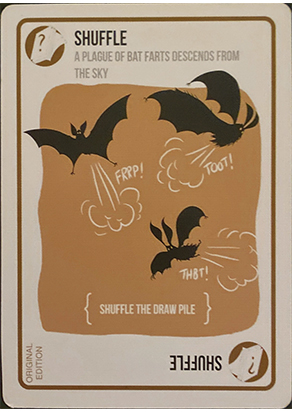 ?
SHUFFLE
A PLAGUE OF BAT FARTS DESCENDS FROM
THE SKY
FRRP!
TOOT!
THBT!
{ SHUFFLE THE DRAW PILE }
ORIGINAL
EDITION
SHUFFLE
?